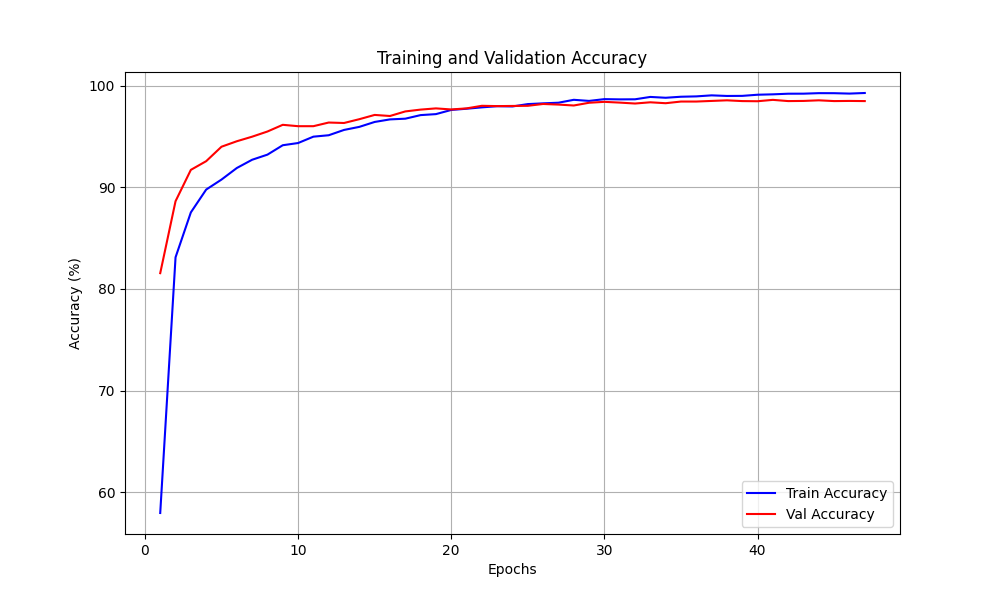 Training and Validation Accuracy
Accuracy (%)
100
90
80
70
60
0 10 20 30 40
Epochs
Train Accuracy
Val Accuracy